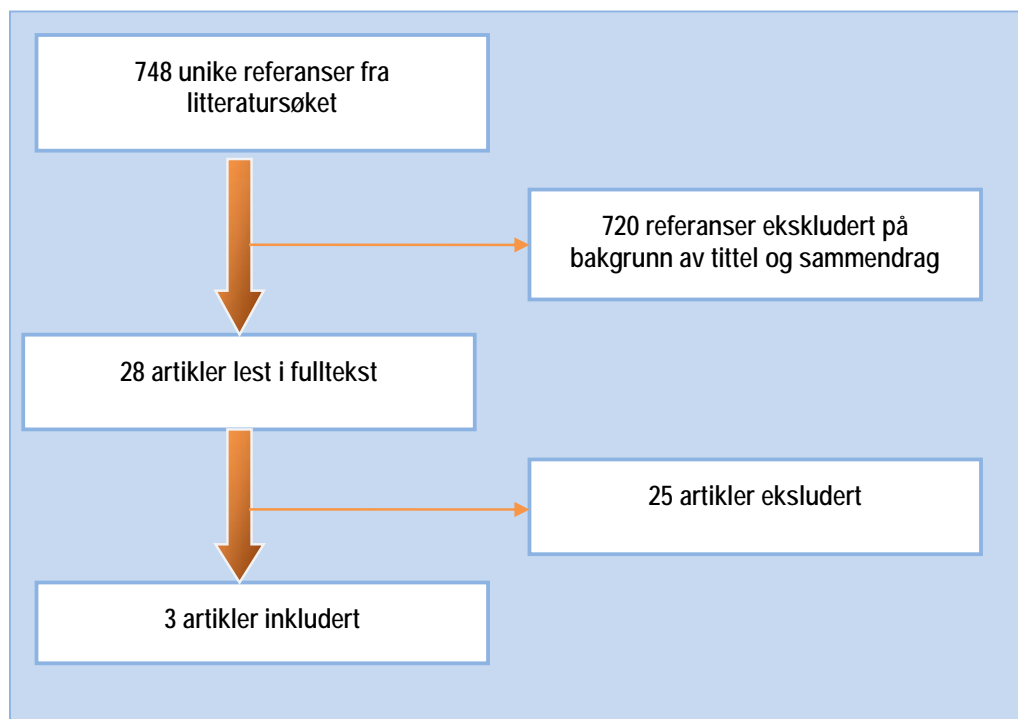 748 unike referanser fra
litteratursøket
720 referanser ekskludert på
bakgrunn av tittel og sammendrag
28 artikler lest i fulltekst
25 artikler eksludert
3 artikler inkludert